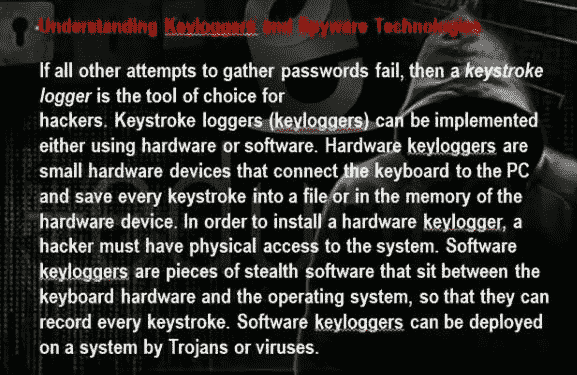 Understanding Keyloggers and Spyware Technologies
If all other attempts to gather passwords fail, then a keystroke
logger is the tool of choice for
hackers. Keystroke loggers (keyloggers) can be implemented
either using hardware or software. Hardware keyloggers are
small hardware devices that connect the keyboard to the PC
and save every keystroke into a file or in the memory of the
hardware device. In order to install a hardware keylogger, a
hacker must have physical access to the system. Software
keyloggers are pieces of stealth software that sit between the
keyboard hardware and the operating system, so that they can
record every keystroke. Software keyloggers can be deployed
on a system by Trojans or viruses.